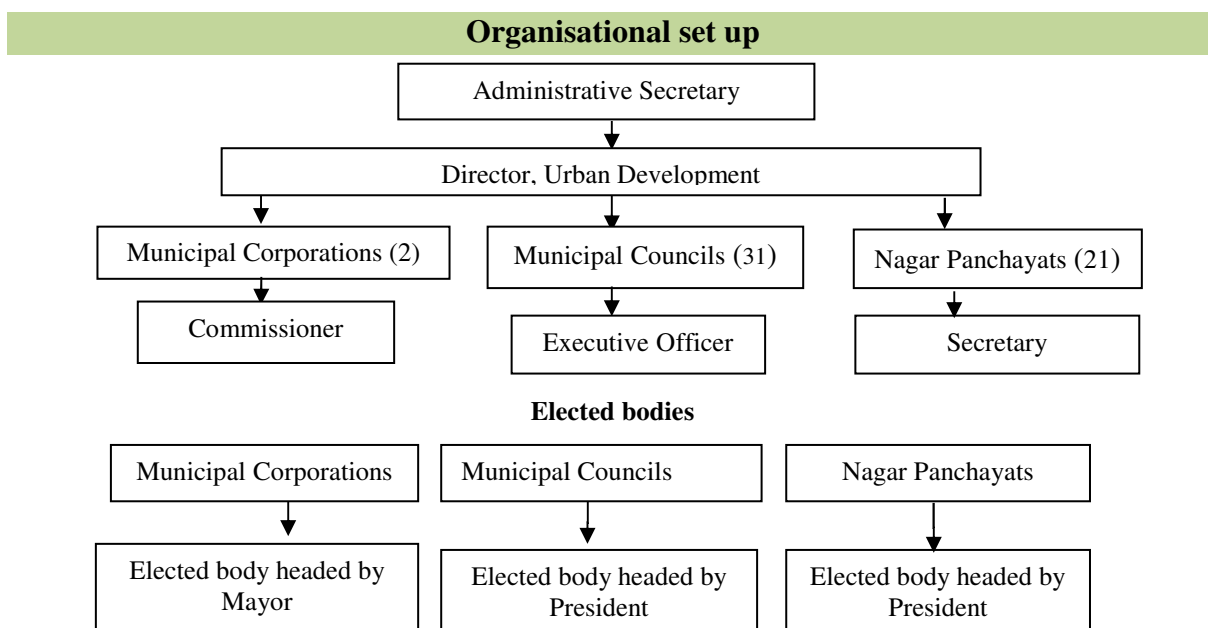 Organisational set up
Administrative Secretary
Director, Urban Development
Municipal Corporations (2)
Municipal Councils (31)
Nagar Panchayats (21)
Commissioner
Executive Officer
Secretary
Elected bodies
Municipal Corporations
Municipal Councils
Nagar Panchayats
Elected body headed by
Mayor
Elected body headed by
President
Elected body headed by
President